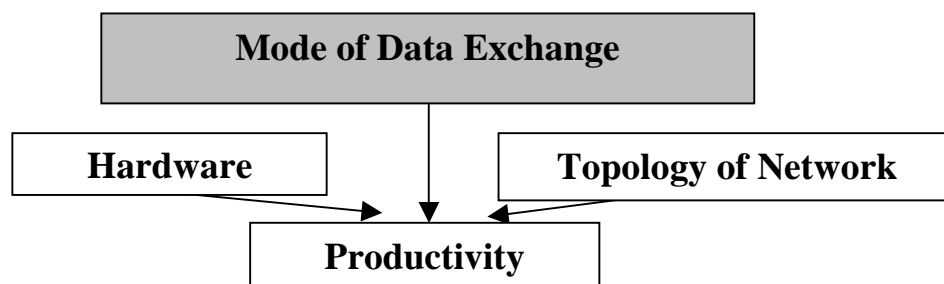 Mode of Data Exchange
Hardware
Topology of Network
Productivity